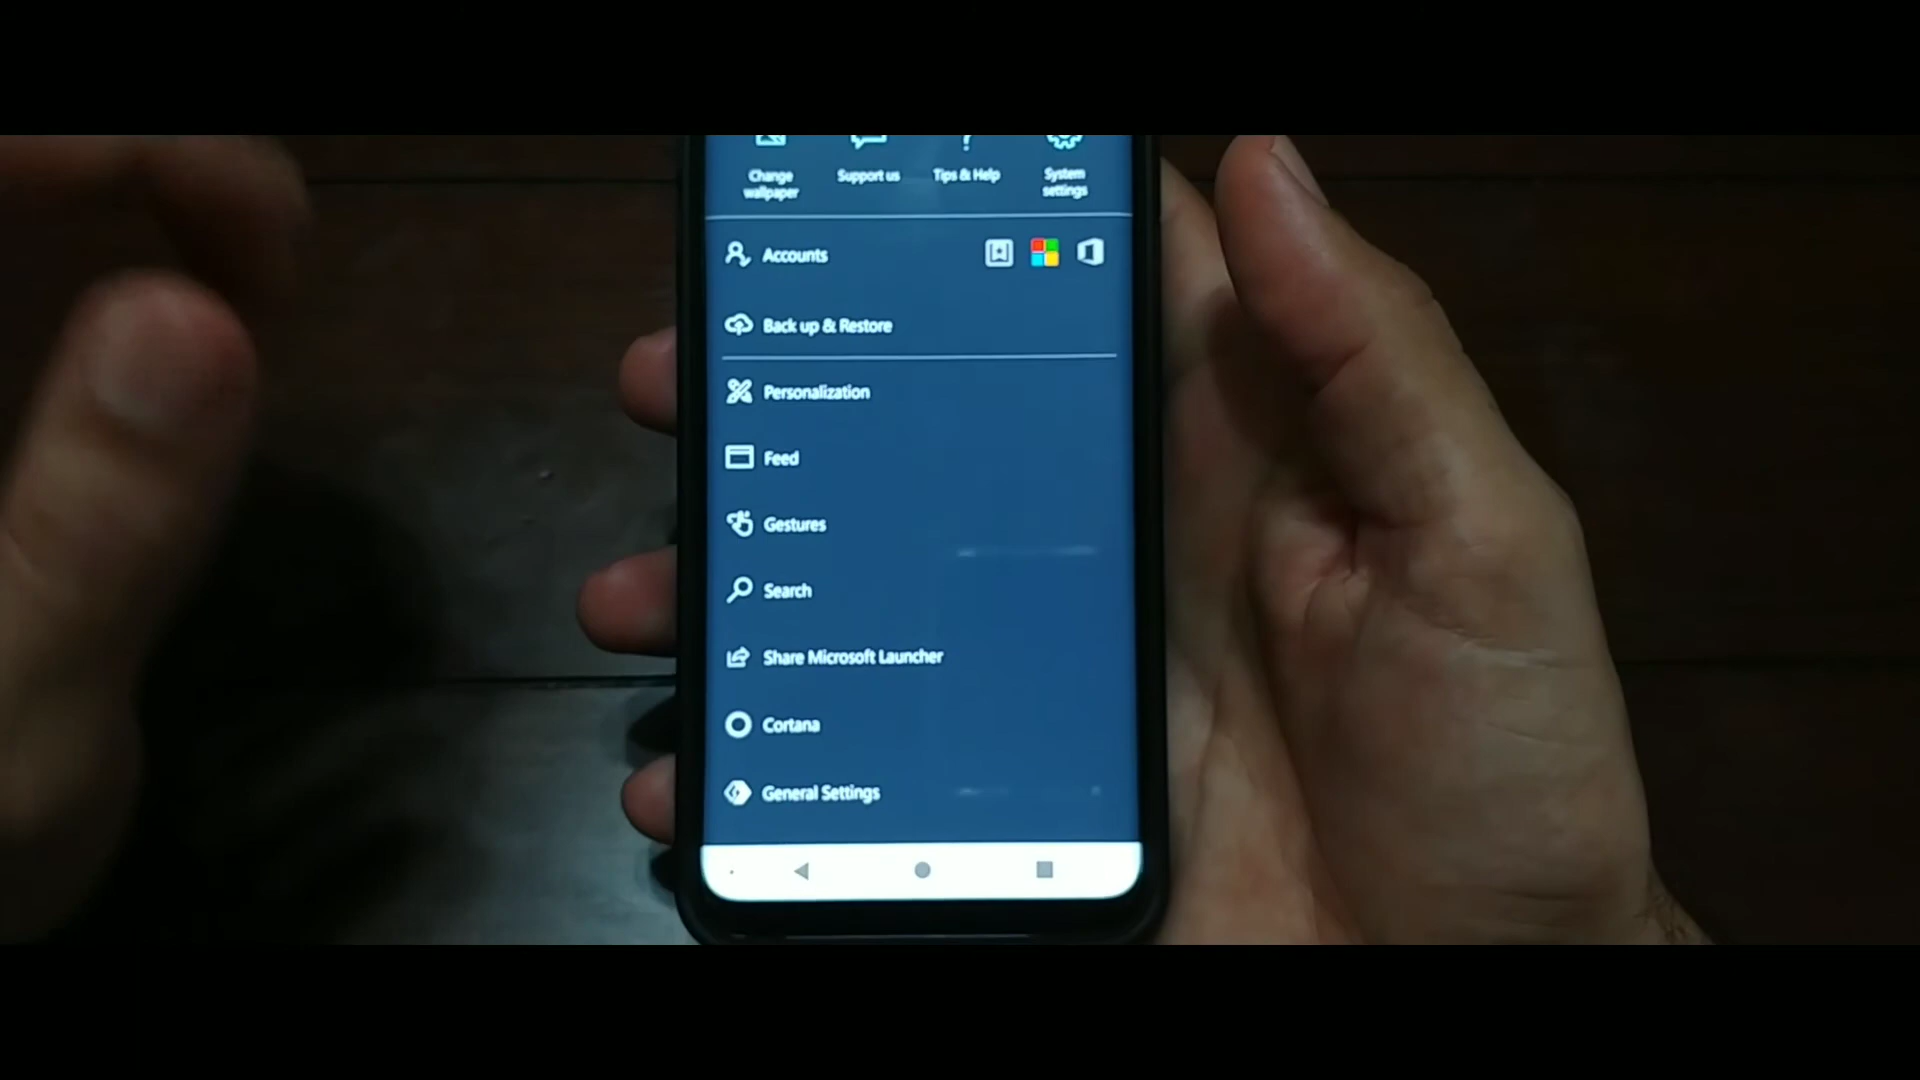 Change
wallpaper
Support us
Tips & Help
System
settings
Accounts
Back up & Restore
Personalization
Feed
Gestures
Search
Share Microsoft Launcher
Cortana
General Settings